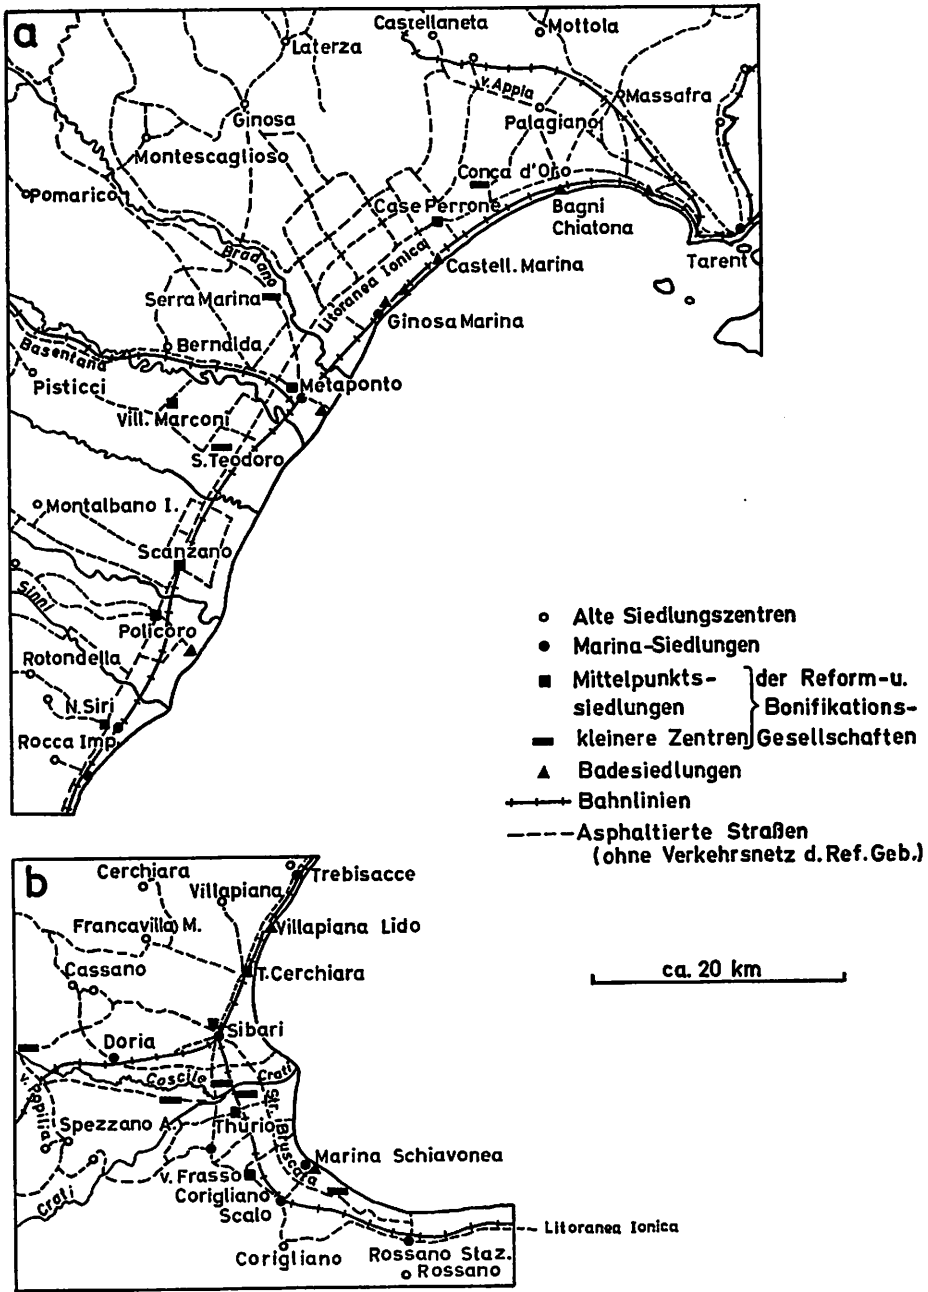 a
Castellaneta
Mottola
Laterza
v. Appia
Massafra
Ginosa
Palagiano
Montescaglioso
Conca d'Oro
Pomarico
Case Perrone
Bagni
Chiatona
Tarent
Bradano
Litoranea Ionica
Castell. Marina
Serra Marina
Ginosa Marina
Bernalda
Basentana
Metaponto
Pisticci
Vill. Marconi
S. Teodoro
Montalbano I.
Scanzano
Sinni
Policoro
Rotondella
N. Siri
Rocca Imp.
Alte Siedlungszentren
Marina-Siedlungen
Mittelpunkts-
siedlungen
der Reform-u.
Bonifikations-
kleinere Zentren Gesellschaften
Badesiedlungen
Bahnlinien
Asphaltierte Straßen
(ohne Verkehrsnetz d. Ref. Geb.)
ca. 20 km
b
Cerchiara
Villapiana
Trebisacce
Francavilla M.
Villapiana Lido
Cassano
T. Cerchiara
Sibari
Doria
Coscile
Crati
v. Popilia
Spezzano A.
Thurio
Str. Bruscata
Marina Schiavonea
v. Frasso
Corigliano
Scalo
Crati
Litoranea Ionica
Corigliano
Rossano Staz.
Rossano